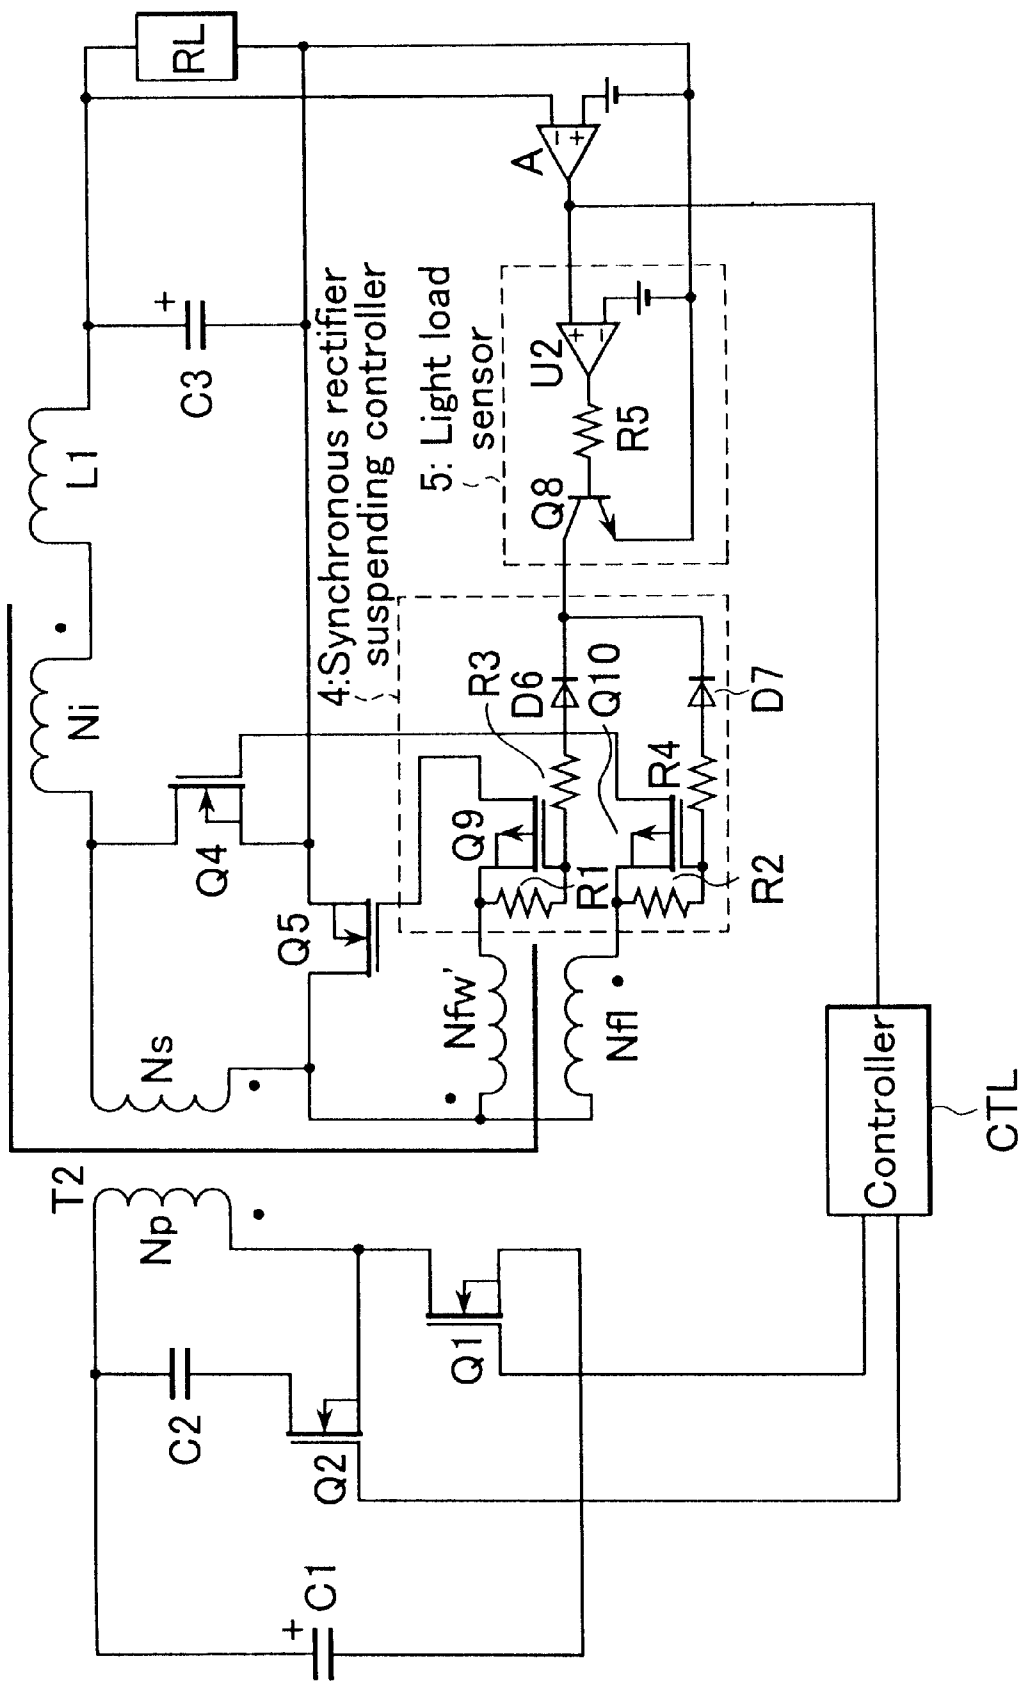 T2
Np
Ns
Ni
L1
RL
C2
C1
+
Q2
Q1
Q5
Q4
C3
+
4:Synchronous rectifier
suspending controller
5: Light load
sensor
Nfw'
Nfl
Q9
R1
R2
R3
R4
D6
Q10
D7
Q8
R5
U2
+
−
A
−
+
Controller
CTL